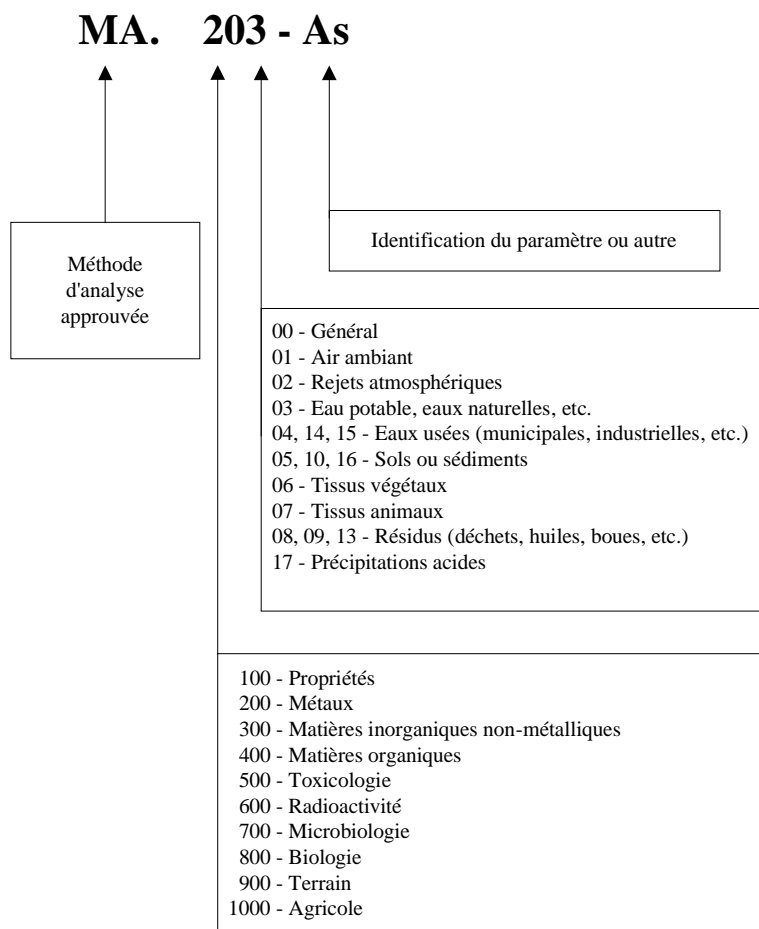 MA. 203 - As
Identification du paramètre ou autre
Méthode
d'analyse
approuvée
00 - Général
01 - Air ambiant
02 - Rejets atmosphériques
03 - Eau potable, eaux naturelles, etc.
04, 14, 15 - Eaux usées (municipales, industrielles, etc.)
05, 10, 16 - Sols ou sédiments
06 - Tissus végétaux
07 - Tissus animaux
08, 09, 13 - Résidus (déchets, huiles, boues, etc.)
17 - Précipitations acides
100 - Propriétés
200 - Métaux
300 - Matières inorganiques non-métalliques
400 - Matières organiques
500 - Toxicologie
600 - Radioactivité
700 - Microbiologie
800 - Biologie
900 - Terrain
1000 - Agricole